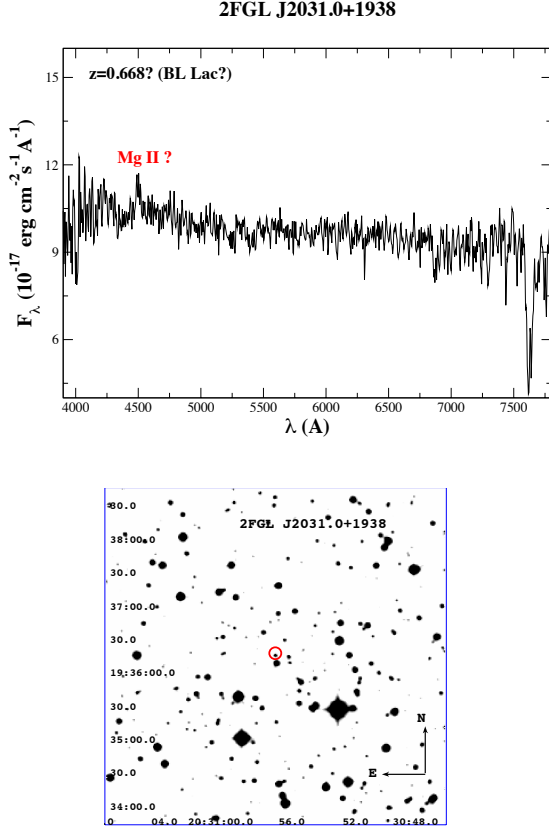 2FGL J2031.0+1938
z=0.668? (BL Lac?)
Mg II ?
15
12
9
6
F_λ (10^-17 erg cm^-2 s^-1 A^-1)
4000 4500 5000 5500 6000 6500 7000 7500
λ (A)
30.0
2FGL J2031.0+1938
38:00.0
30.0
37:00.0
30.0
19:36:00.0
30.0
N
35:00.0
30.0
E
34:00.0
0 04.0 20:31:00.0 56.0 52.0 30:48.0